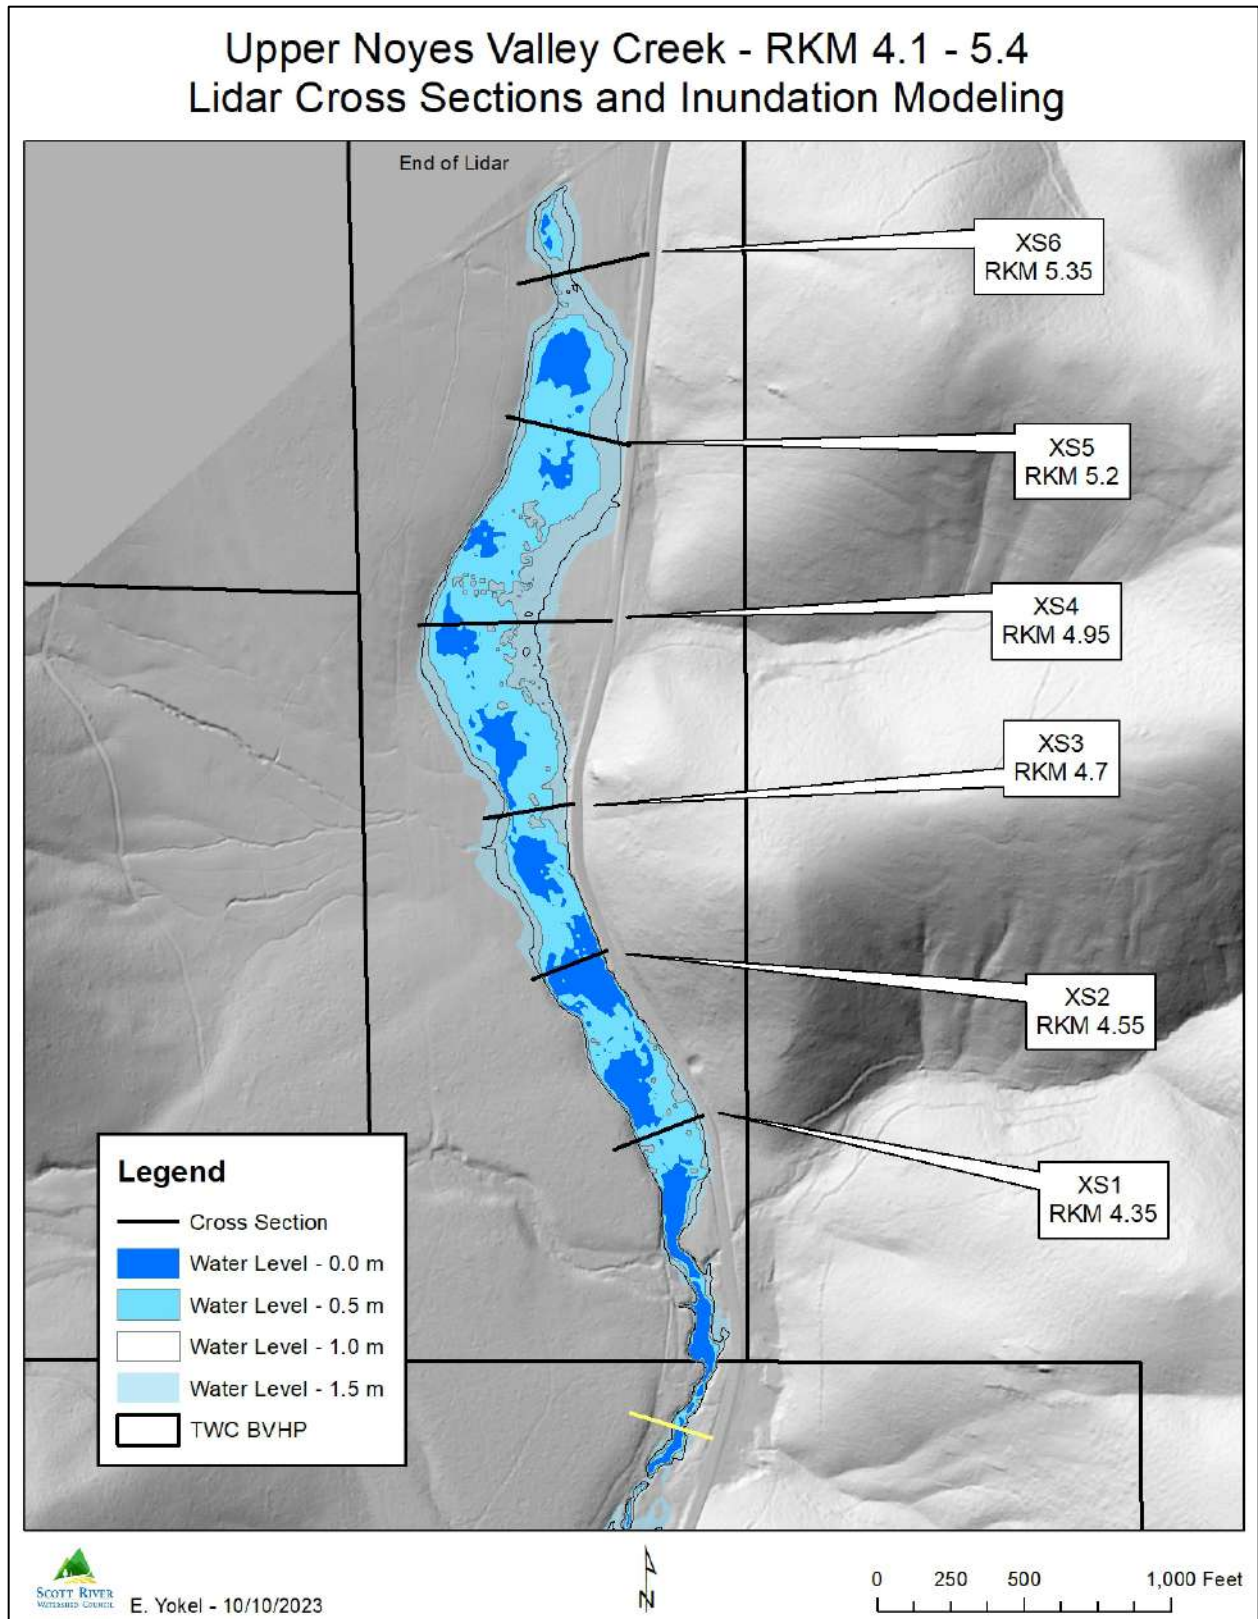 Upper Noyes Valley Creek - RKM 4.1 - 5.4
Lidar Cross Sections and Inundation Modeling
End of Lidar
XS6
RKM 5.35
XS5
RKM 5.2
XS4
RKM 4.95
XS3
RKM 4.7
XS2
RKM 4.55
XS1
RKM 4.35
Legend
Cross Section
Water Level - 0.0 m
Water Level - 0.5 m
Water Level - 1.0 m
Water Level - 1.5 m
TWC BVHP
SCOTT RIVER
WATERSHED COUNCIL
E. Yokel - 10/10/2023
N
0 250 500 1,000 Feet